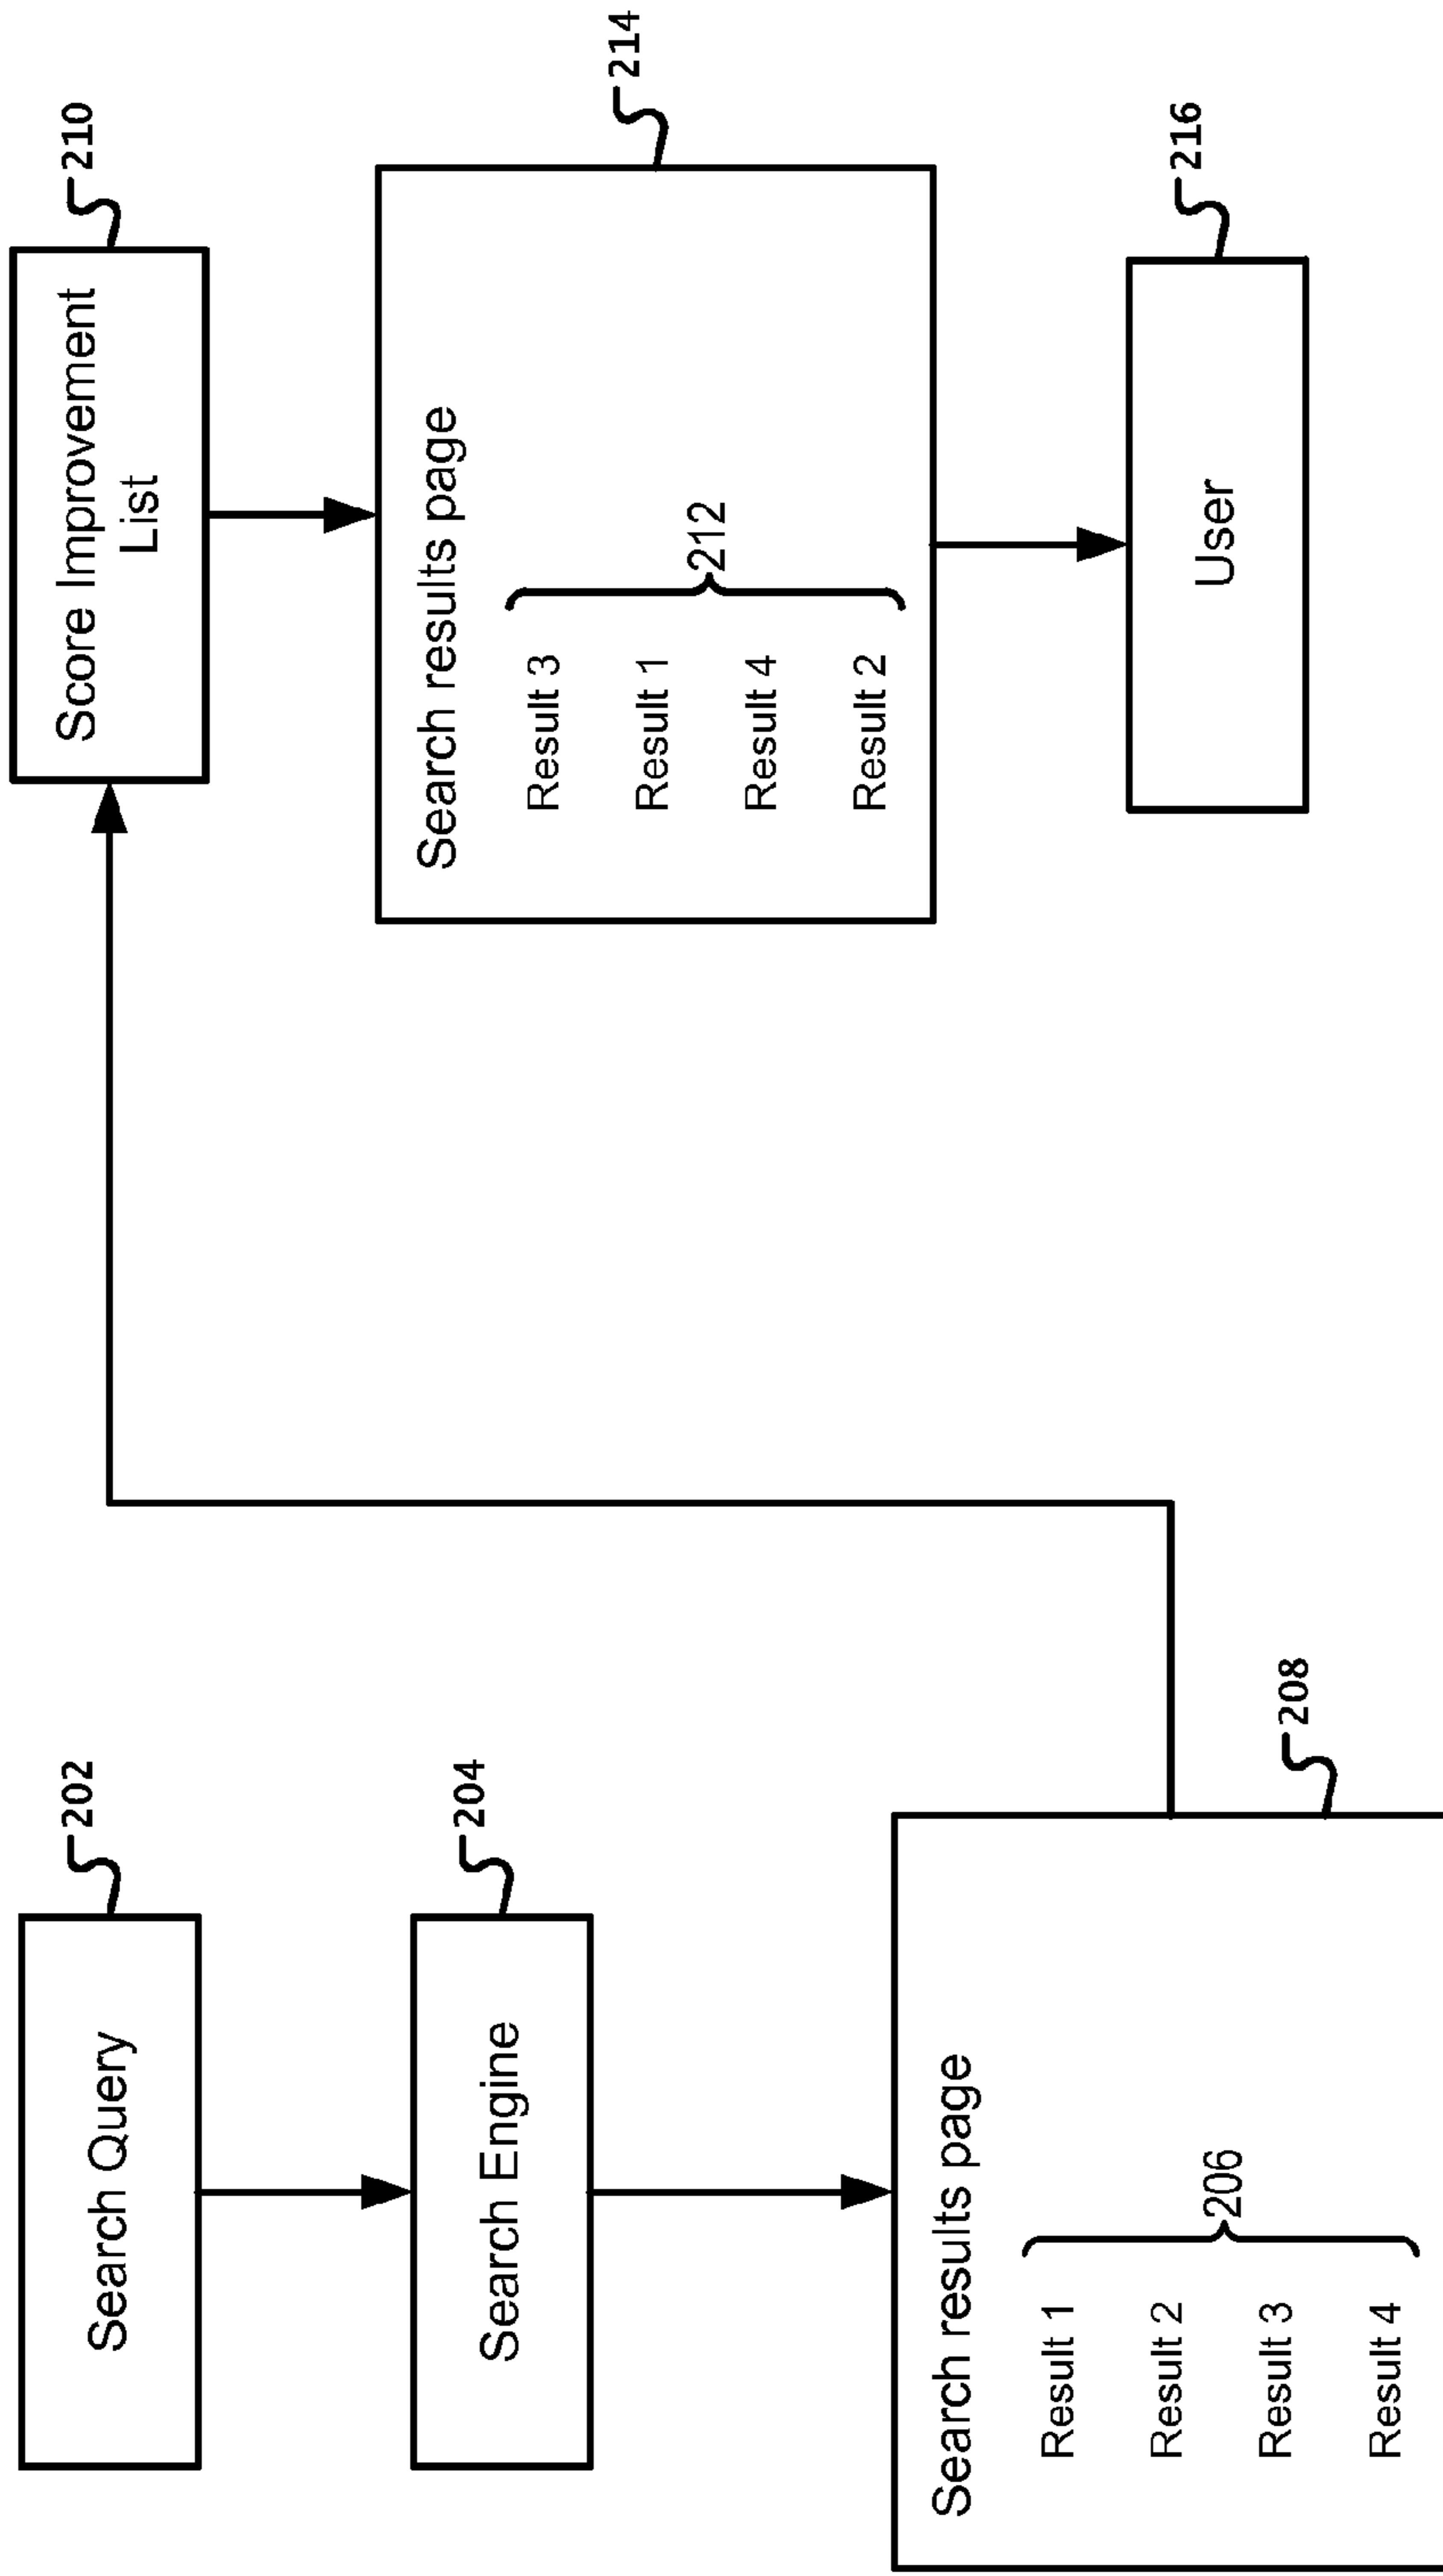 Search Query
202
Search Engine
204
Search results page
Result 1
Result 2
Result 3
Result 4
206
208
Score Improvement
List
210
Search results page
Result 3
Result 1
Result 4
Result 2
212
214
User
216